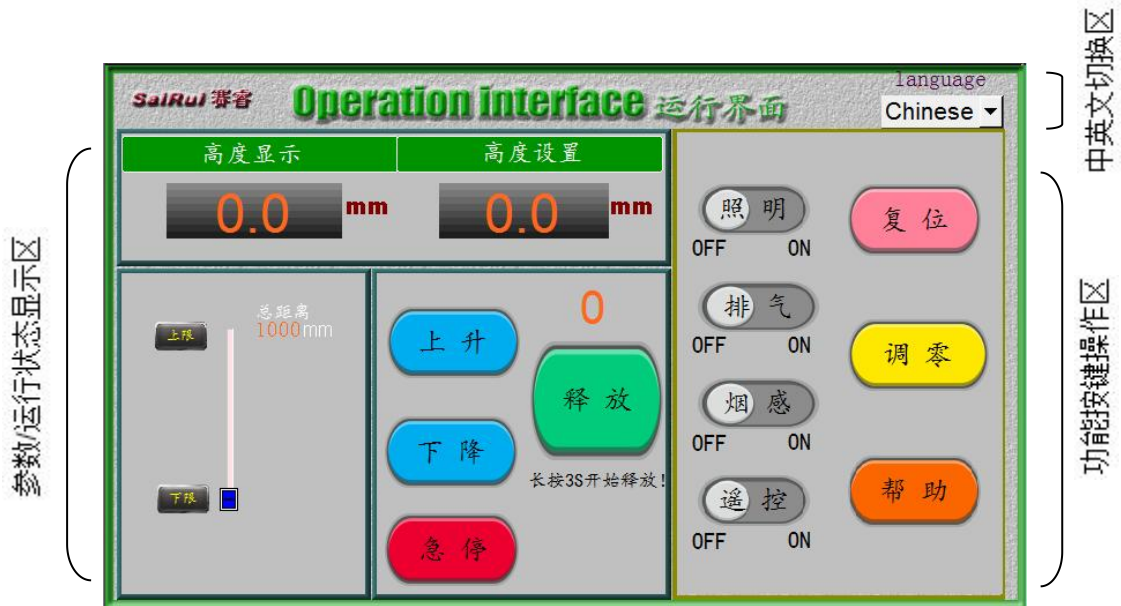 SaiRui 赛睿
Operation interface 运行界面
language
Chinese
中英文切换区
参数/运行状态显示区
高度显示
高度设置
0.0 mm
0.0 mm
总距离
1000mm
上限
下限
上 升
下 降
急 停
0
释 放
长按3S开始释放!
照 明
OFF ON
排 气
OFF ON
烟 感
OFF ON
遥 控
OFF ON
复 位
调 零
帮 助
功能按键操作区